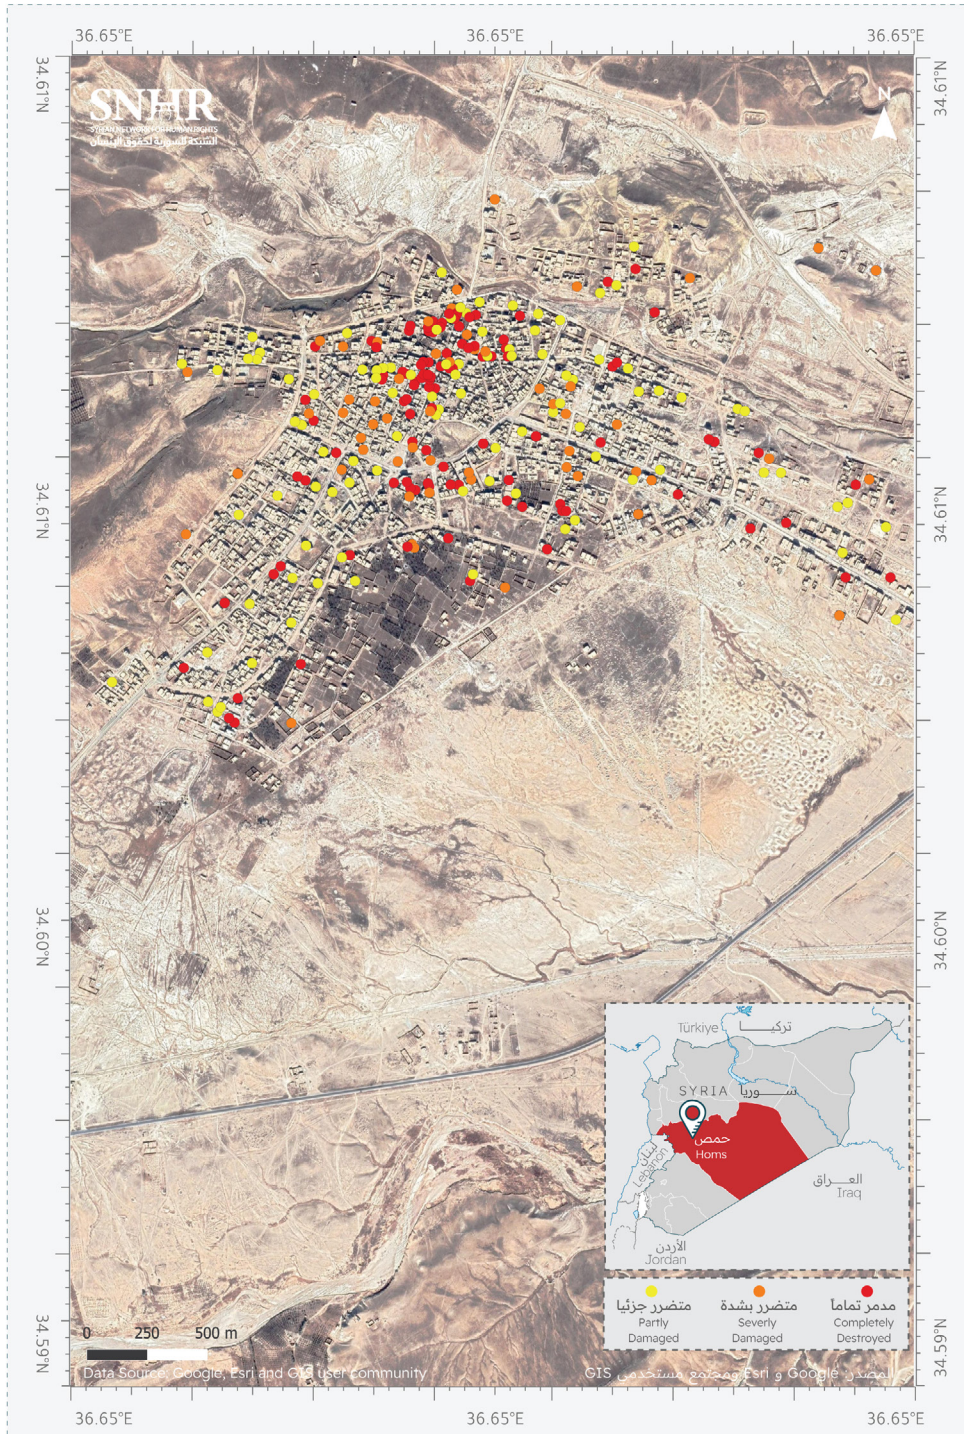 36.65°E 36.65°E 36.65°E
34.61°N 34.61°N
SNHR
SYRIAN NETWORK FOR HUMAN RIGHTS
الشبكة السورية لحقوق الإنسان
N
34.61°N 34.61°N
34.60°N 34.60°N
Türkiye تركيــــــا
SYRIA ســــوريا
حمص
Homs
لبنان
Lebanon
العـــراق
Iraq
الأردن
Jordan
متضرر جزئيا
Partly
Damaged
متضرر بشدة
Severly
Damaged
مدمر تماماً
Completely
Destroyed
0 250 500 m
34.59°N 34.59°N
Data Source: Google, Esri and GIS user community
المصدر: Google و Esri ومجتمع مستخدمي GIS
36.65°E 36.65°E 36.65°E